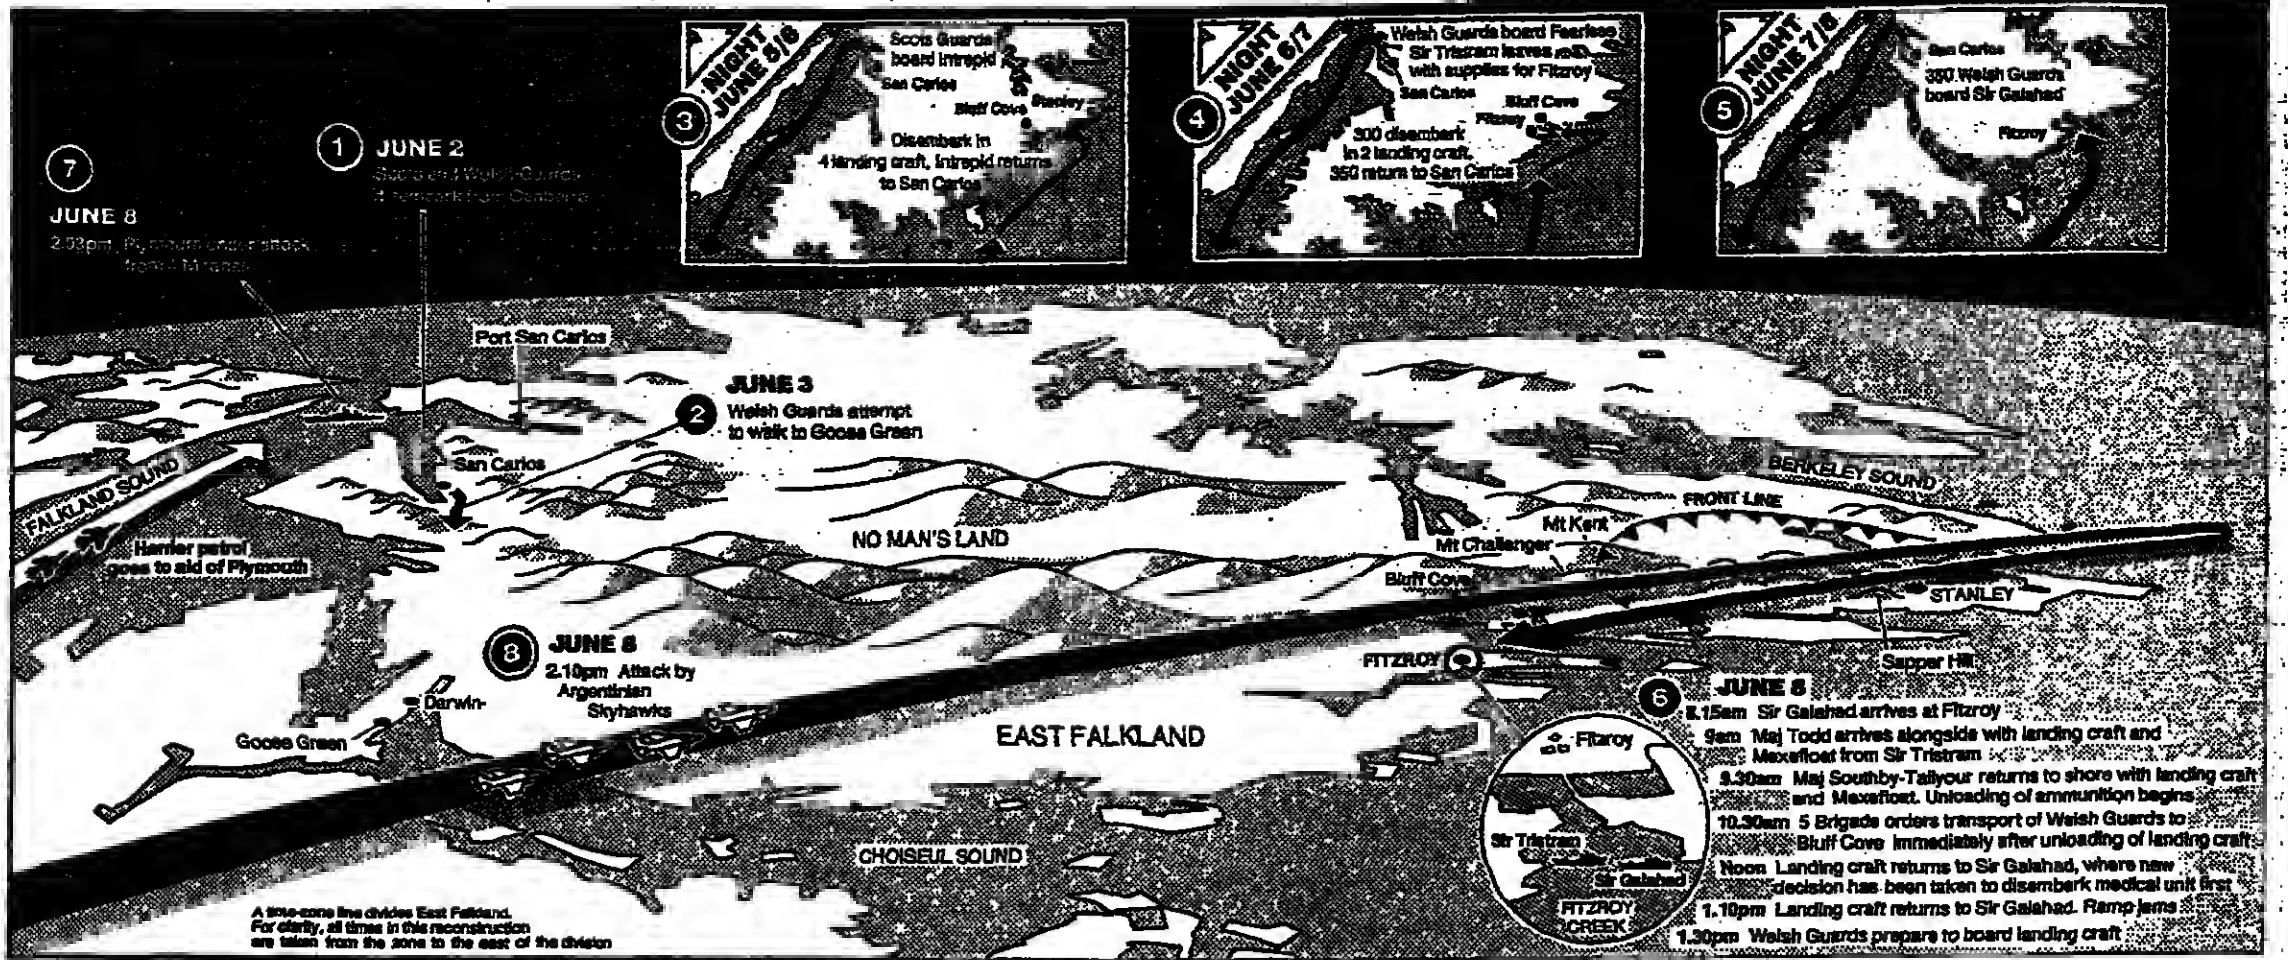 1
JUNE 2
Scots and Welsh Guards
disembark from Canberra
2
JUNE 3
Welsh Guards attempt
to walk to Goose Green
3
NIGHT
JUNE 5/6
Scots Guards
board Intrepid
San Carlos
Bluff Cove
Stanley
Disembark in
4 landing craft, Intrepid returns
to San Carlos
4
NIGHT
JUNE 6/7
Welsh Guards board Fearless
Sir Tristram leaves
with supplies for Fitzroy
San Carlos
Bluff Cove
Fitzroy
300 disembark
in 2 landing craft,
350 return to San Carlos
5
NIGHT
JUNE 7/8
San Carlos
350 Welsh Guards
board Sir Galahad
Fitzroy
6
JUNE 8
8.15am Sir Galahad arrives at Fitzroy
9am Maj Todd arrives alongside with landing craft and
Mexefloat from Sir Tristram
9.30am Maj Southby-Tailyour returns to shore with landing craft
and Mexefloat. Unloading of ammunition begins
10.30am 5 Brigade orders transport of Welsh Guards to
Bluff Cove immediately after unloading of landing craft
Noon Landing craft returns to Sir Galahad, where new
decision has been taken to disembark medical unit first
1.10pm Landing craft returns to Sir Galahad. Ramp jams
1.30pm Welsh Guards prepare to board landing craft
7
JUNE 8
Plymouth under attack
8
JUNE 8
2.10pm Attack by
Argentinian
Skyhawks
Port San Carlos
San Carlos
FALKLAND SOUND
Harrier patrol
goes to aid of Plymouth
NO MAN'S LAND
BERKELEY SOUND
FRONT LINE
Mt Kent
Mt Challenger
Bluff Cove
STANLEY
Sapper Hill
FITZROY
Darwin
Goose Green
EAST FALKLAND
CHOISEUL SOUND
Fitzroy
Sir Tristram
Sir Galahad
FITZROY
CREEK
A time-zone line divides East Falkland.
For clarity, all times in this reconstruction
are taken from the zone to the east of the division